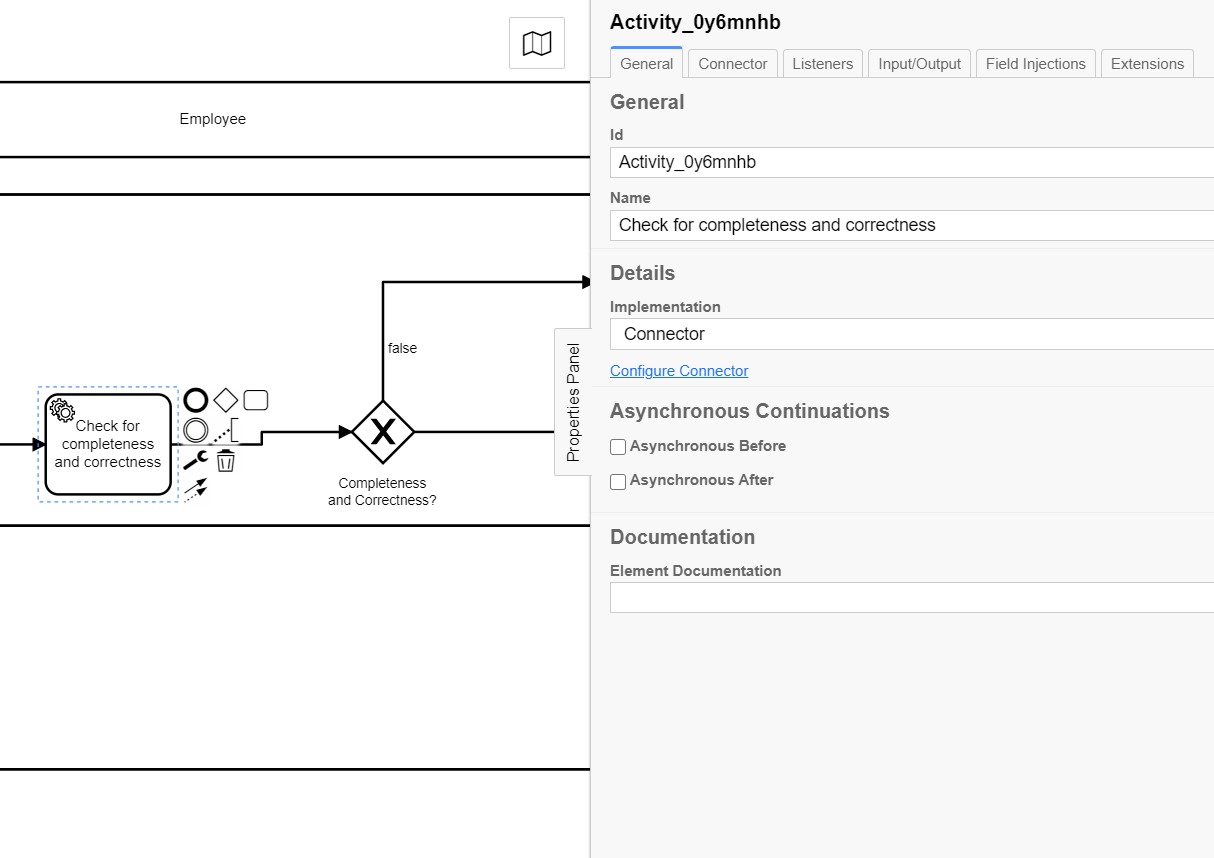 Employee
false
Check for
completeness
and correctness
Completeness
and Correctness?
Properties Panel
Activity_0y6mnhb
General
Connector
Listeners
Input/Output
Field Injections
Extensions
General
Id
Activity_0y6mnhb
Name
Check for completeness and correctness
Details
Implementation
Connector
Configure Connector
Asynchronous Continuations
Asynchronous Before
Asynchronous After
Documentation
Element Documentation